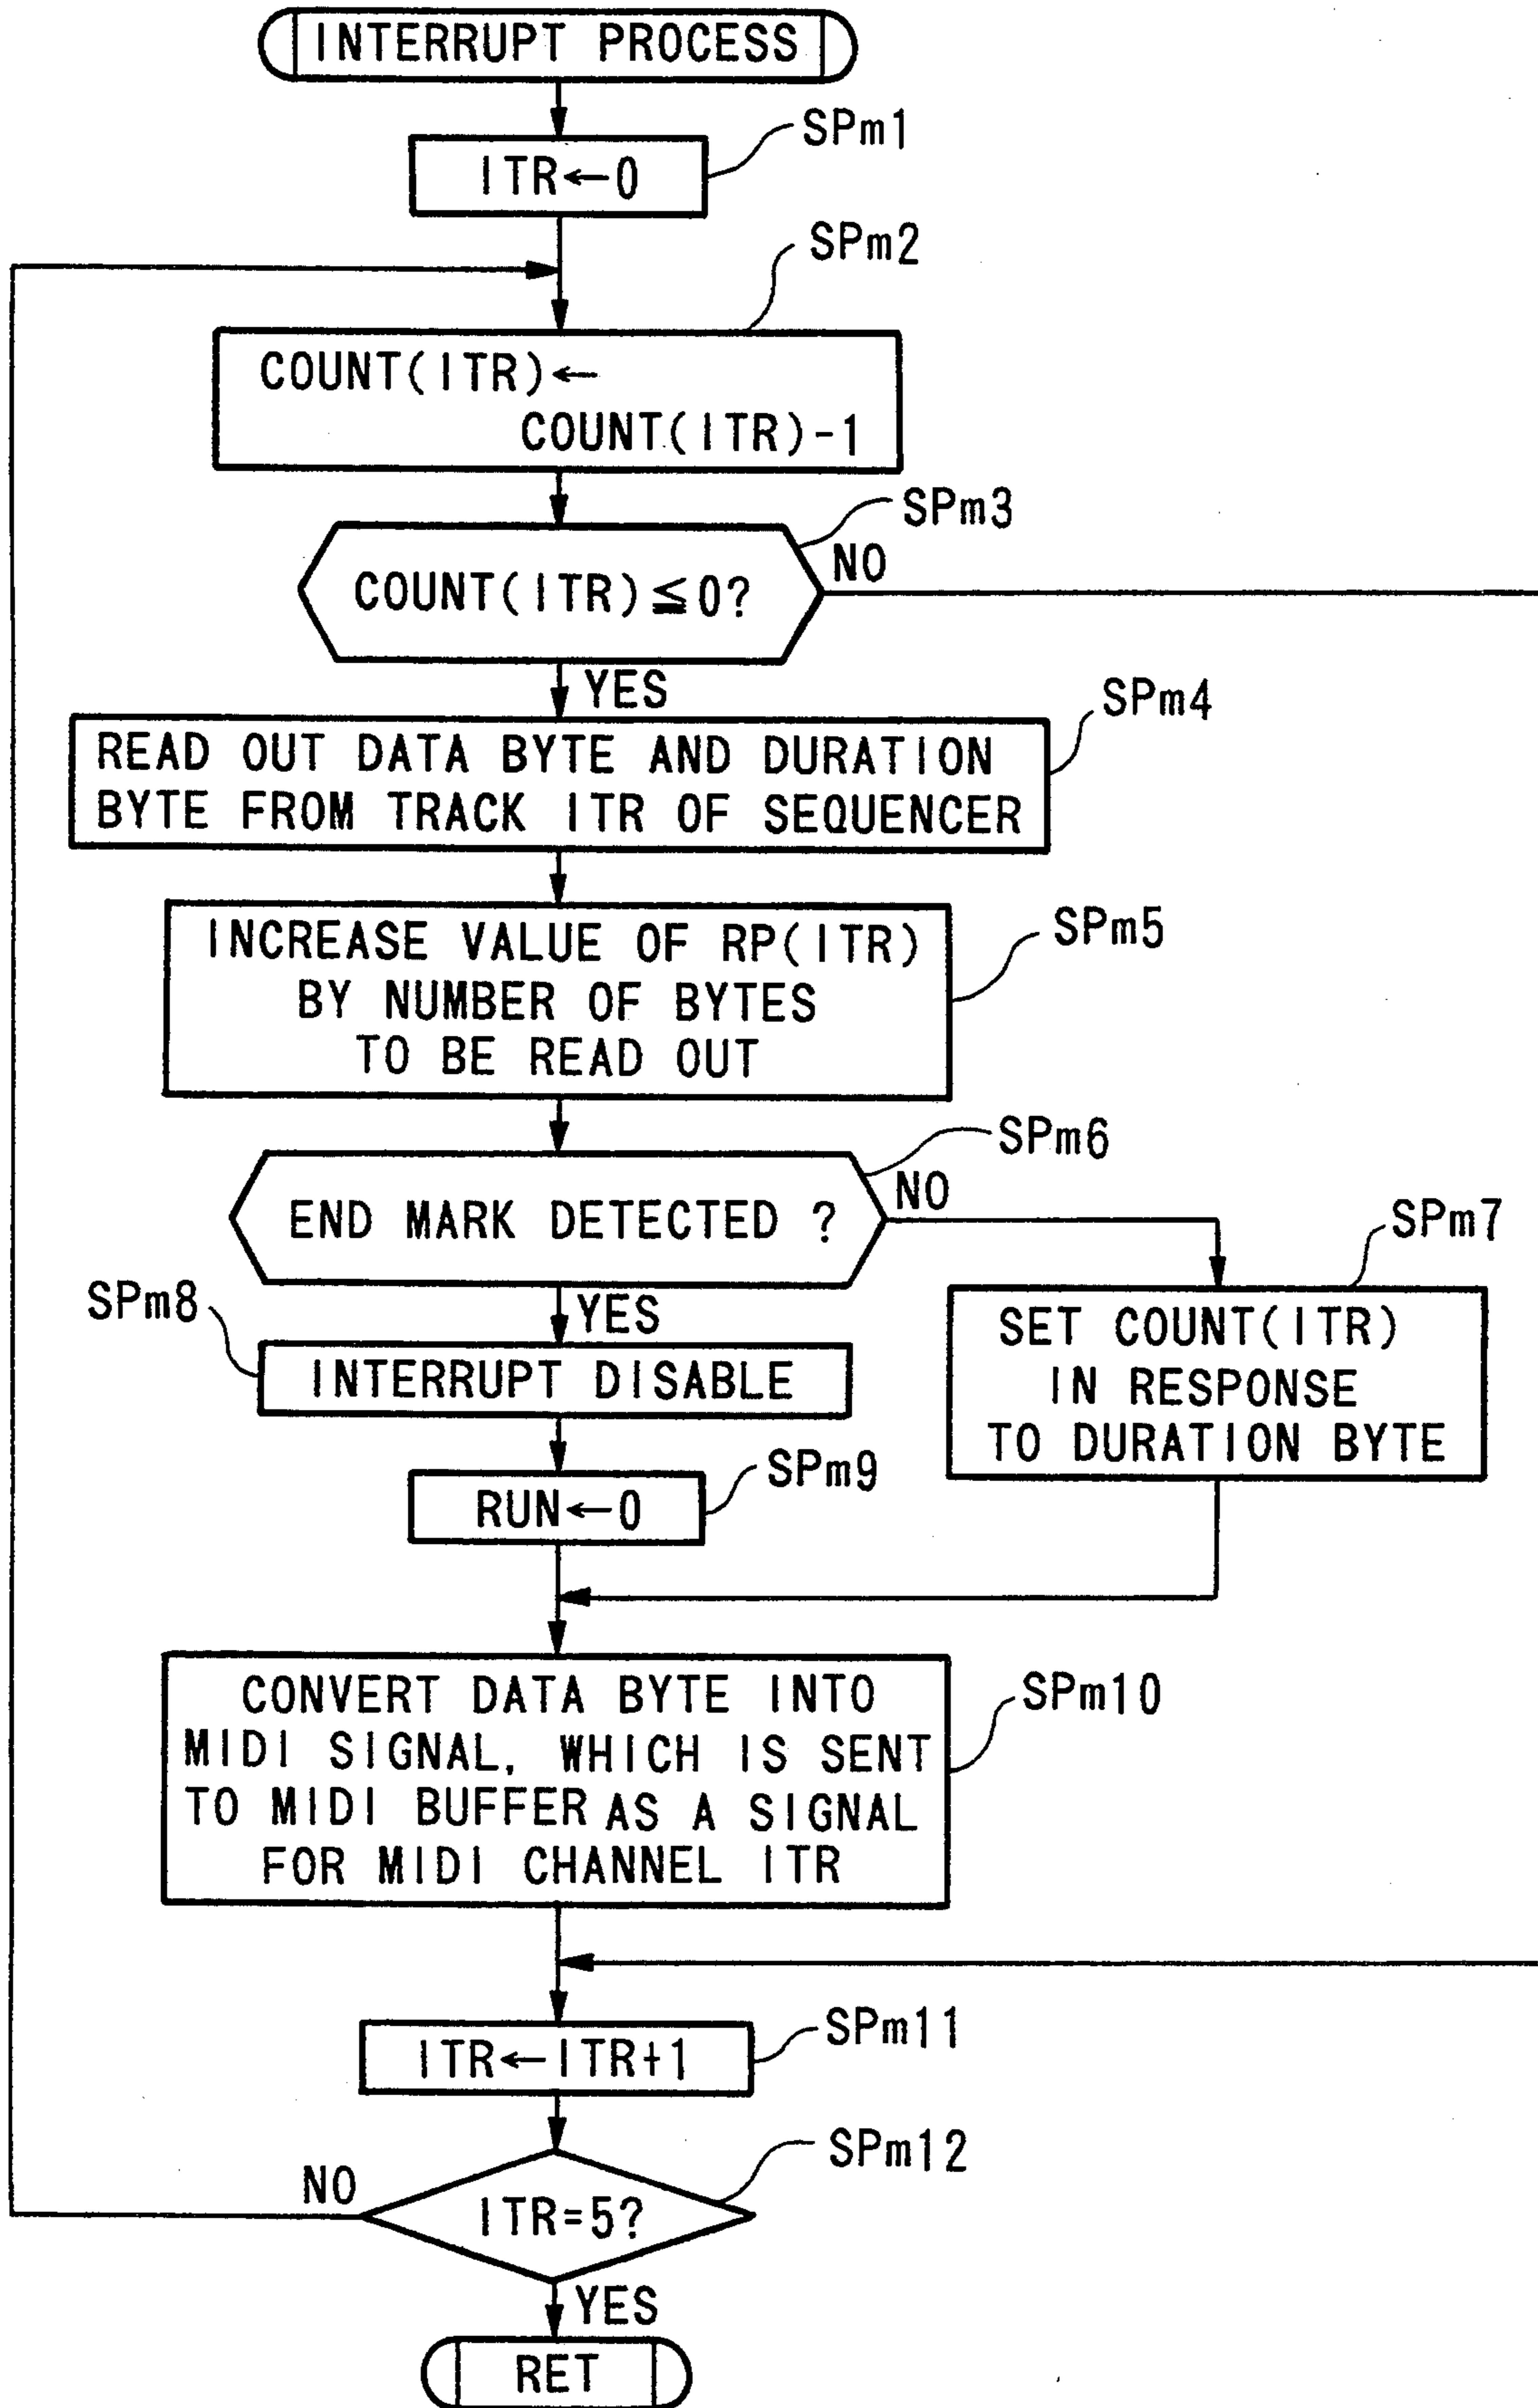 INTERRUPT PROCESS
SPm1
ITR←0
SPm2
COUNT(ITR)←
COUNT(ITR)-1
SPm3
COUNT(ITR)≦0?
NO
YES
SPm4
READ OUT DATA BYTE AND DURATION
BYTE FROM TRACK ITR OF SEQUENCER
SPm5
INCREASE VALUE OF RP(ITR)
BY NUMBER OF BYTES
TO BE READ OUT
SPm6
END MARK DETECTED ?
NO
SPm7
SET COUNT(ITR)
IN RESPONSE
TO DURATION BYTE
YES
SPm8
INTERRUPT DISABLE
SPm9
RUN←0
SPm10
CONVERT DATA BYTE INTO
MIDI SIGNAL, WHICH IS SENT
TO MIDI BUFFER AS A SIGNAL
FOR MIDI CHANNEL ITR
SPm11
ITR←ITR+1
SPm12
NO
ITR=5?
YES
RET